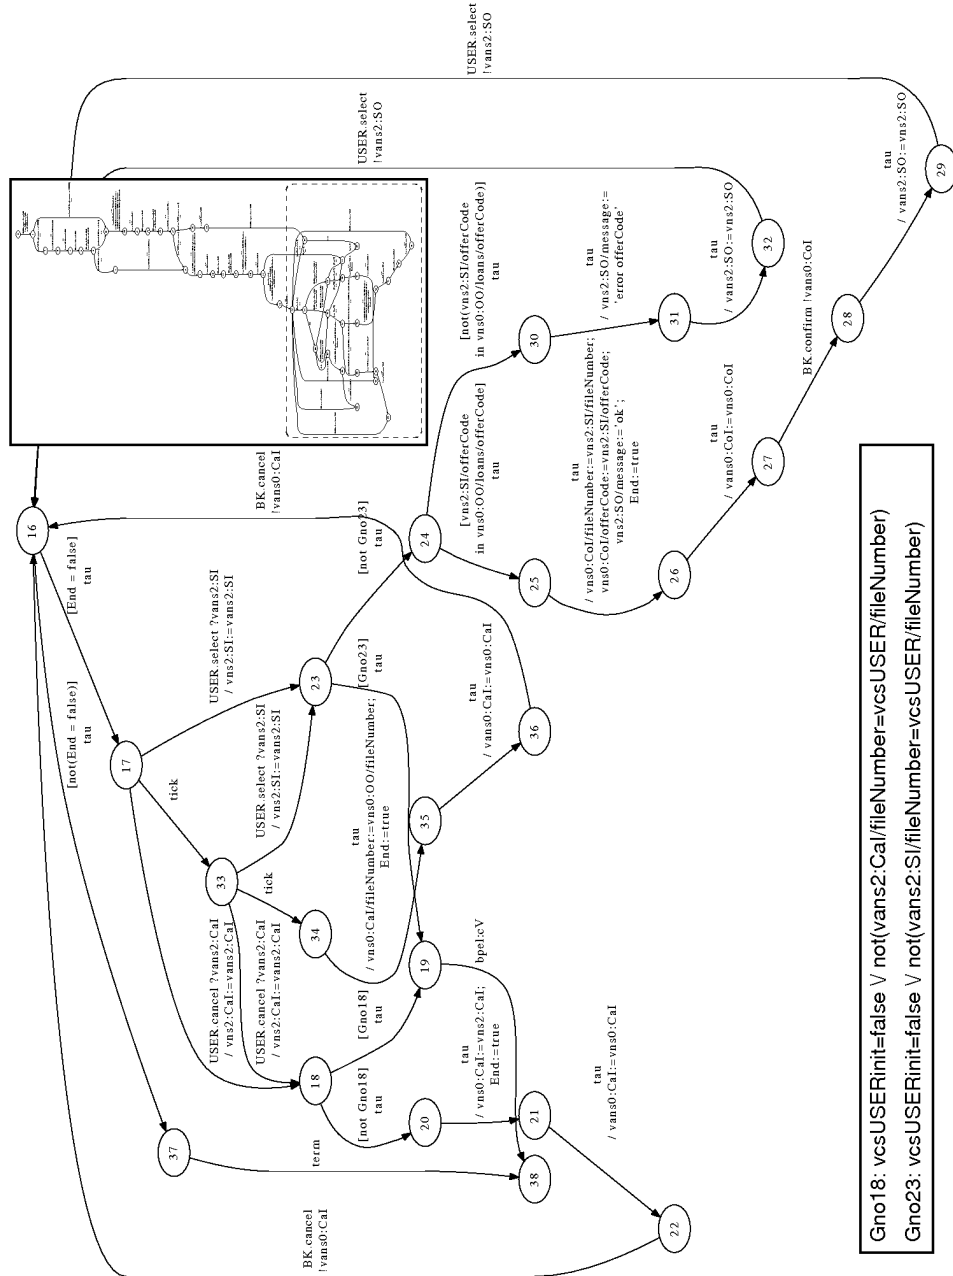 USER.select
!vans2:SO
USER.select
!vans2:SO
16
[End = false]
tau
[not(End = false)]
tau
BK.cancel
!vans0:CaI
17
tick
USER.select ?vans2:SI
/ vns2:SI:=vans2:SI
33
USER.select ?vans2:SI
/ vns2:SI:=vans2:SI
tick
USER.cancel ?vans2:CaI
/ vns2:CaI:=vans2:CaI
USER.cancel ?vans2:CaI
/ vns2:CaI:=vans2:CaI
23
[not Gno23]
tau
[Gno23]
tau
34
tau
/ vns0:CaI/fileNumber:=vns0:OO/fileNumber;
End:=true
18
[Gno18]
tau
[not Gno18]
tau
37
term
24
[not(vns2:SI/offerCode
in vns0:OO/loans/offerCode)]
tau
[vns2:SI/offerCode
in vns0:OO/loans/offerCode]
tau
35
tau
/ vans0:CaI:=vns0:CaI
19
bpel:cV
20
tau
/ vns0:CaI:=vns2:CaI;
End:=true
30
tau
/ vns2:SO/message:=
'error offerCode'
25
tau
/ vns0:CoI/fileNumber:=vns2:SI/fileNumber;
vns0:CoI/offerCode:=vns2:SI/offerCode;
vns2:SO/message:='ok';
End:=true
36
21
tau
/ vans0:CaI:=vns0:CaI
38
31
tau
/ vans2:SO:=vns2:SO
26
tau
/ vans0:CoI:=vns0:CoI
22
BK.cancel
!vans0:CaI
32
27
BK.confirm !vans0:CoI
28
tau
/ vans2:SO:=vns2:SO
29
Gno18: vcsUSERinit=false \/ not(vans2:CaI/fileNumber=vcsUSER/fileNumber)
Gno23: vcsUSERinit=false \/ not(vans2:SI/fileNumber=vcsUSER/fileNumber)